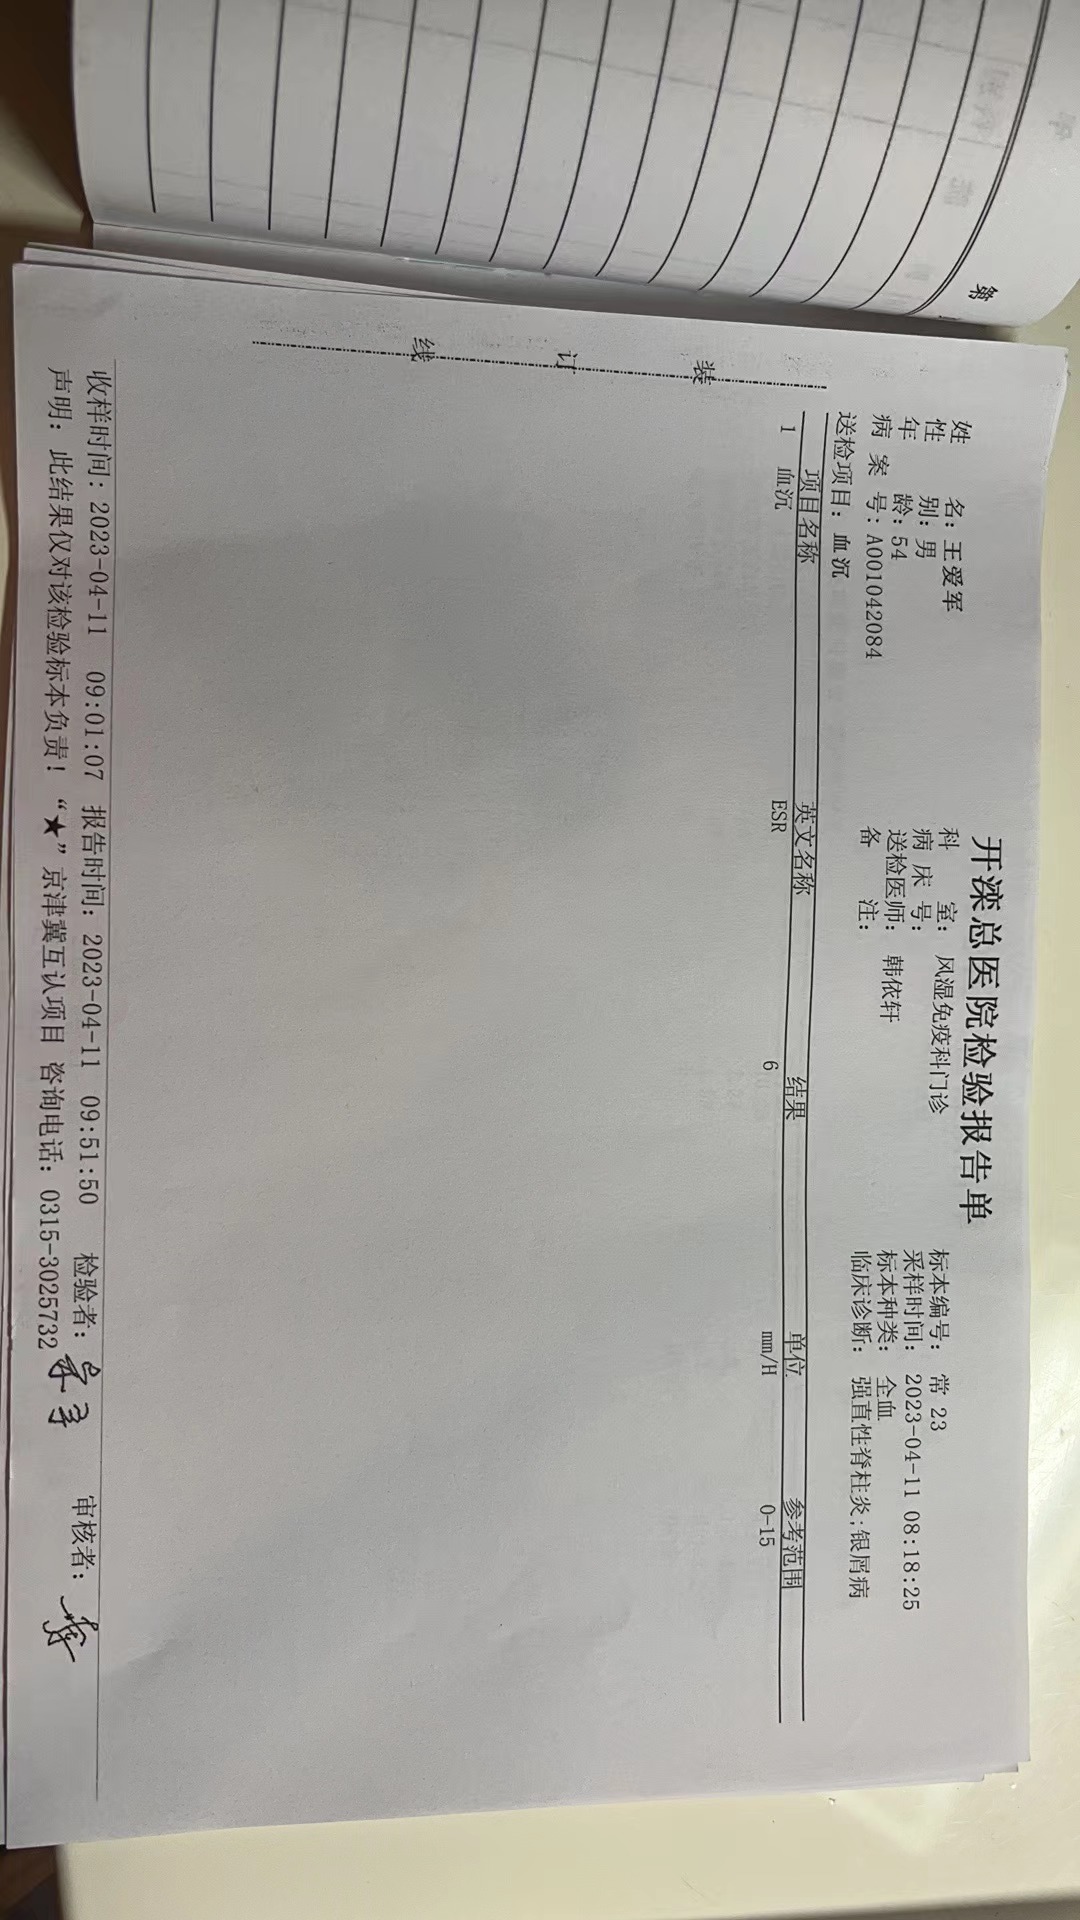 开滦总医院检验报告单
姓 名: 王爱军 科 室: 风湿免疫科门诊 标本编号: 常 23
性 别: 男 病 床 号: 采样时间: 2023-04-11 08:18:25
年 龄: 54 送检医师: 韩依轩 标本种类: 全血
病 案 号: A001042084 备 注: 临床诊断: 强直性脊柱炎;银屑病
送检项目: 血沉
项目名称 英文名称 结果 单位 参考范围
1 血沉 ESR 6 mm/H 0-15
装 订 线
收样时间: 2023-04-11 09:01:07 报告时间: 2023-04-11 09:51:50 检验者: 审核者:
声明: 此结果仅对该检验标本负责! “★”京津冀互认项目 咨询电话: 0315-3025732